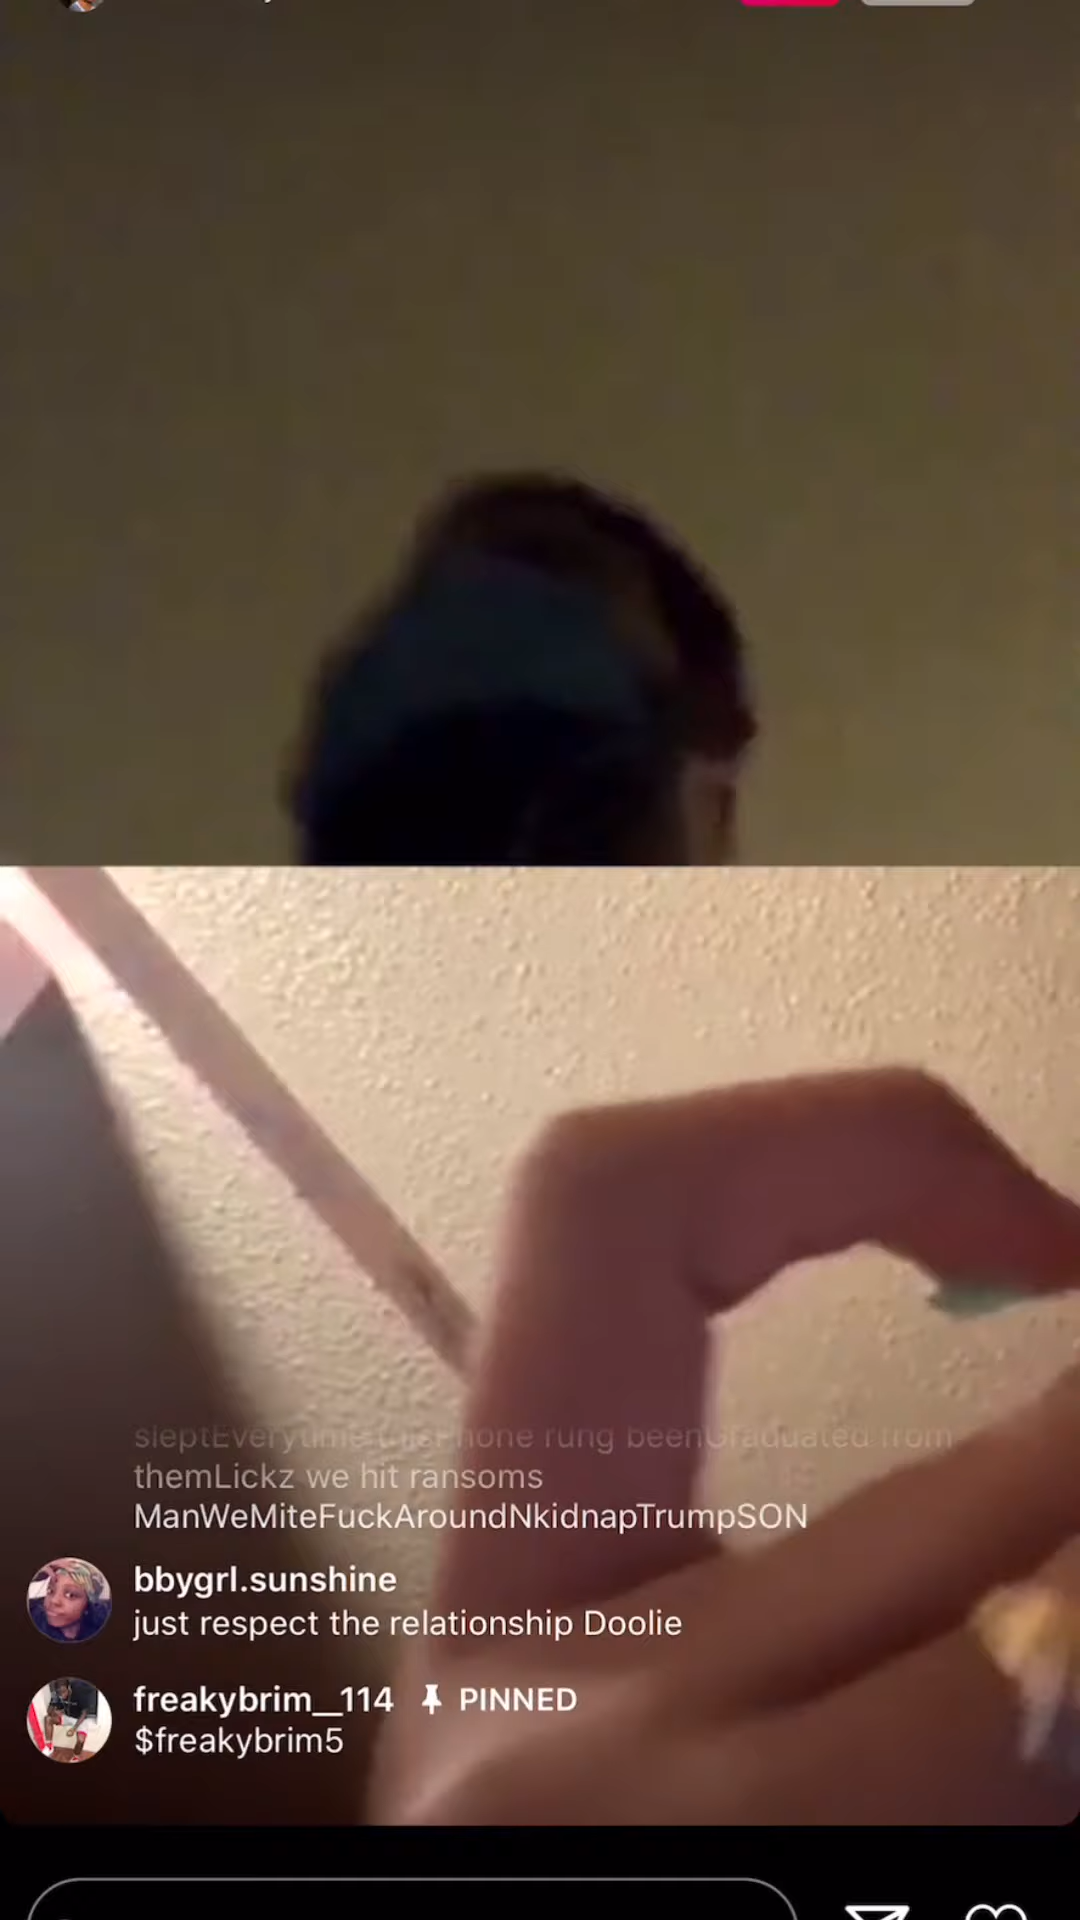 sleptEverytime thisPhone rung beenGraduated from
themLickz we hit ransoms
ManWeMiteFuckAroundNkidnapTrumpSON
bbygrl.sunshine
just respect the relationship Doolie
freakybrim__114 PINNED
$freakybrim5